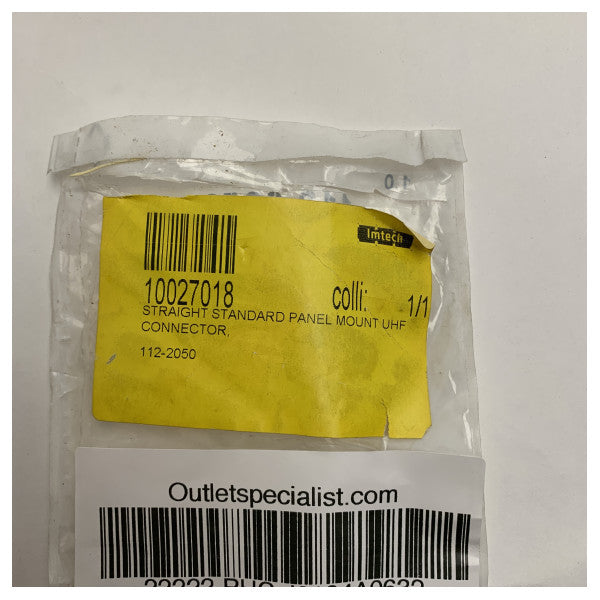 Imtech
10027018 colli: 1/1
STRAIGHT STANDARD PANEL MOUNT UHF
CONNECTOR,
112-2050
Outletspecialist.com